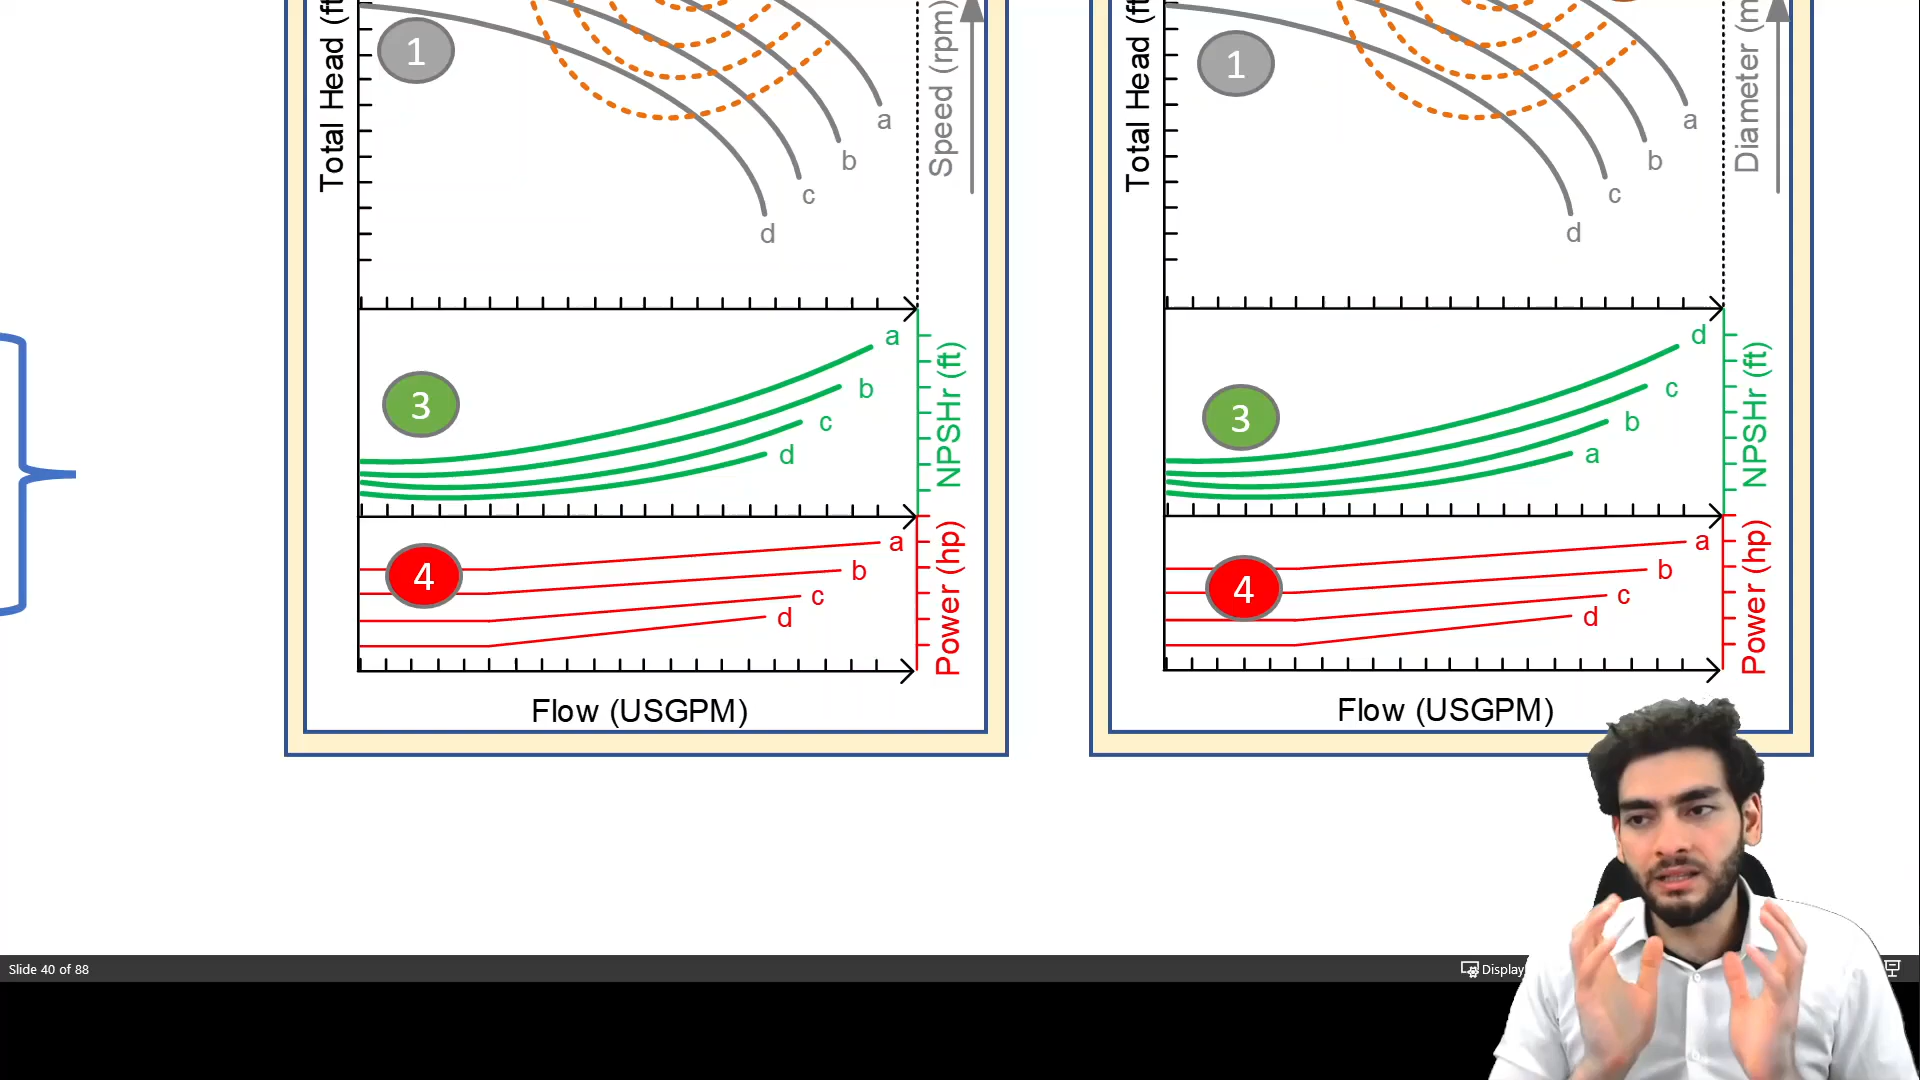 Total Head (ft
1
a
b
c
d
Speed (rpm)
3
a
b
c
d
NPSHr (ft)
4
a
b
c
d
Power (hp)
Flow (USGPM)
Total Head (ft
1
a
b
c
d
Diameter (m
3
d
c
b
a
NPSHr (ft)
4
a
b
c
d
Power (hp)
Flow (USGPM)
Slide 40 of 88
Display